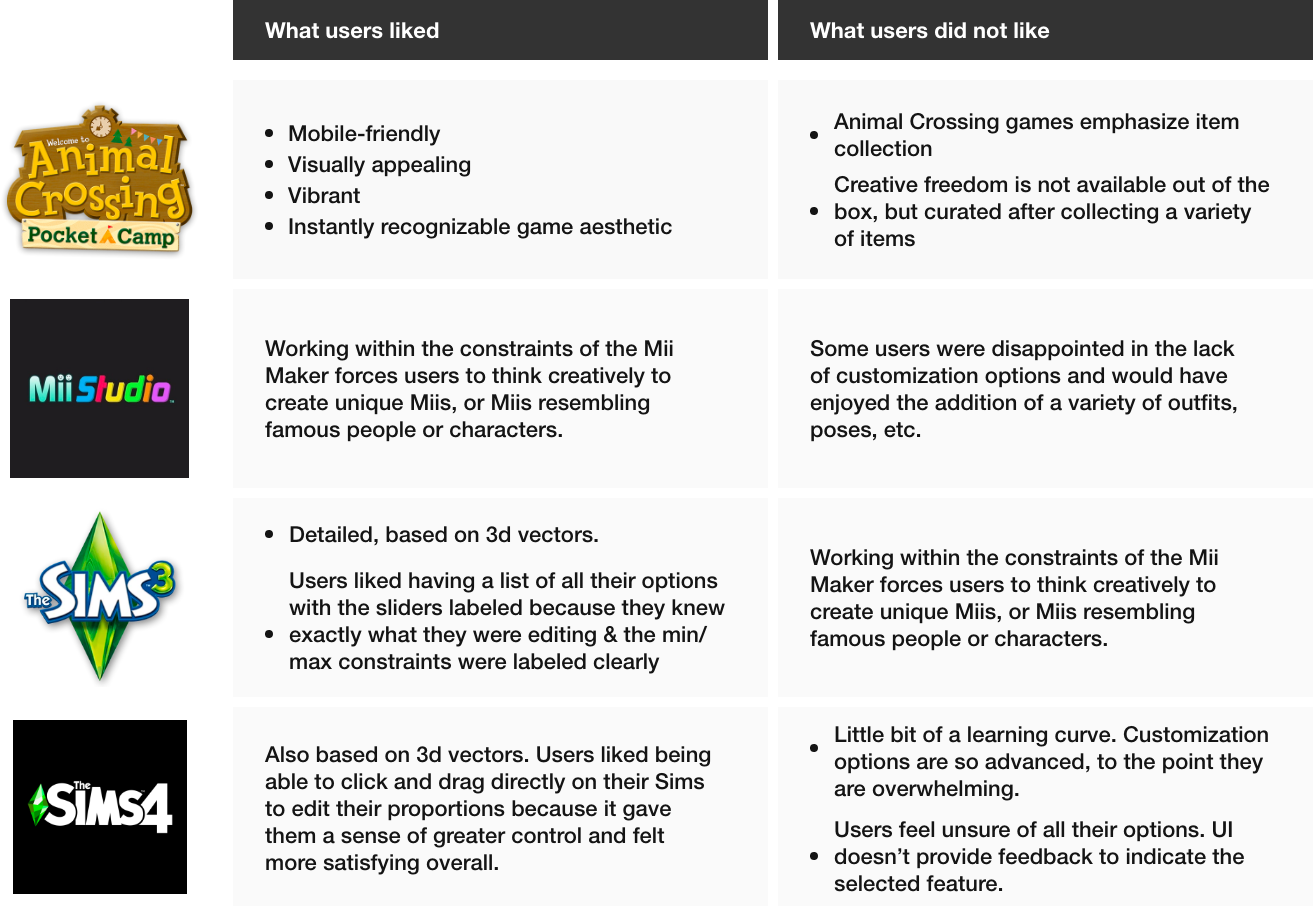 What users liked
What users did not like
Welcome to
Animal
Crossing
Pocket Camp
• Mobile-friendly
• Visually appealing
• Vibrant
• Instantly recognizable game aesthetic
• Animal Crossing games emphasize item
collection
Creative freedom is not available out of the
• box, but curated after collecting a variety
of items
Mii Studio™
Working within the constraints of the Mii
Maker forces users to think creatively to
create unique Miis, or Miis resembling
famous people or characters.
Some users were disappointed in the lack
of customization options and would have
enjoyed the addition of a variety of outfits,
poses, etc.
The SIMS 3
• Detailed, based on 3d vectors.
Users liked having a list of all their options
with the sliders labeled because they knew
• exactly what they were editing & the min/
max constraints were labeled clearly
Working within the constraints of the Mii
Maker forces users to think creatively to
create unique Miis, or Miis resembling
famous people or characters.
The SIMS 4
Also based on 3d vectors. Users liked being
able to click and drag directly on their Sims
to edit their proportions because it gave
them a sense of greater control and felt
more satisfying overall.
• Little bit of a learning curve. Customization
options are so advanced, to the point they
are overwhelming.
Users feel unsure of all their options. UI
• doesn’t provide feedback to indicate the
selected feature.